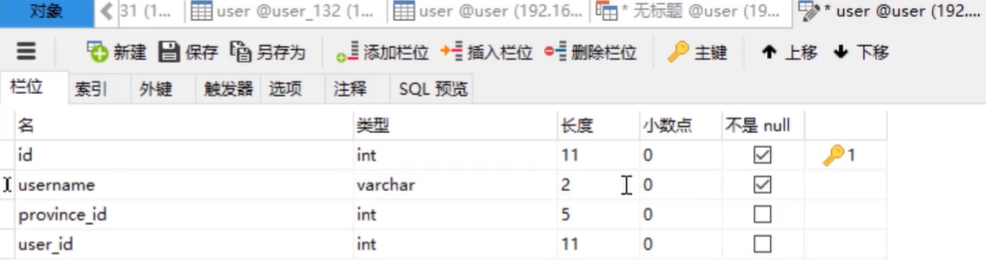 对象 31 (1... user @user_132 (1... user @user (192.16... * 无标题 @user (19... * user @user (192....
新建 保存 另存为 添加栏位 插入栏位 删除栏位 主键 上移 下移
栏位 索引 外键 触发器 选项 注释 SQL 预览
名 类型 长度 小数点 不是 null
id int 11 0 1
username varchar 2 0
province_id int 5 0
user_id int 11 0